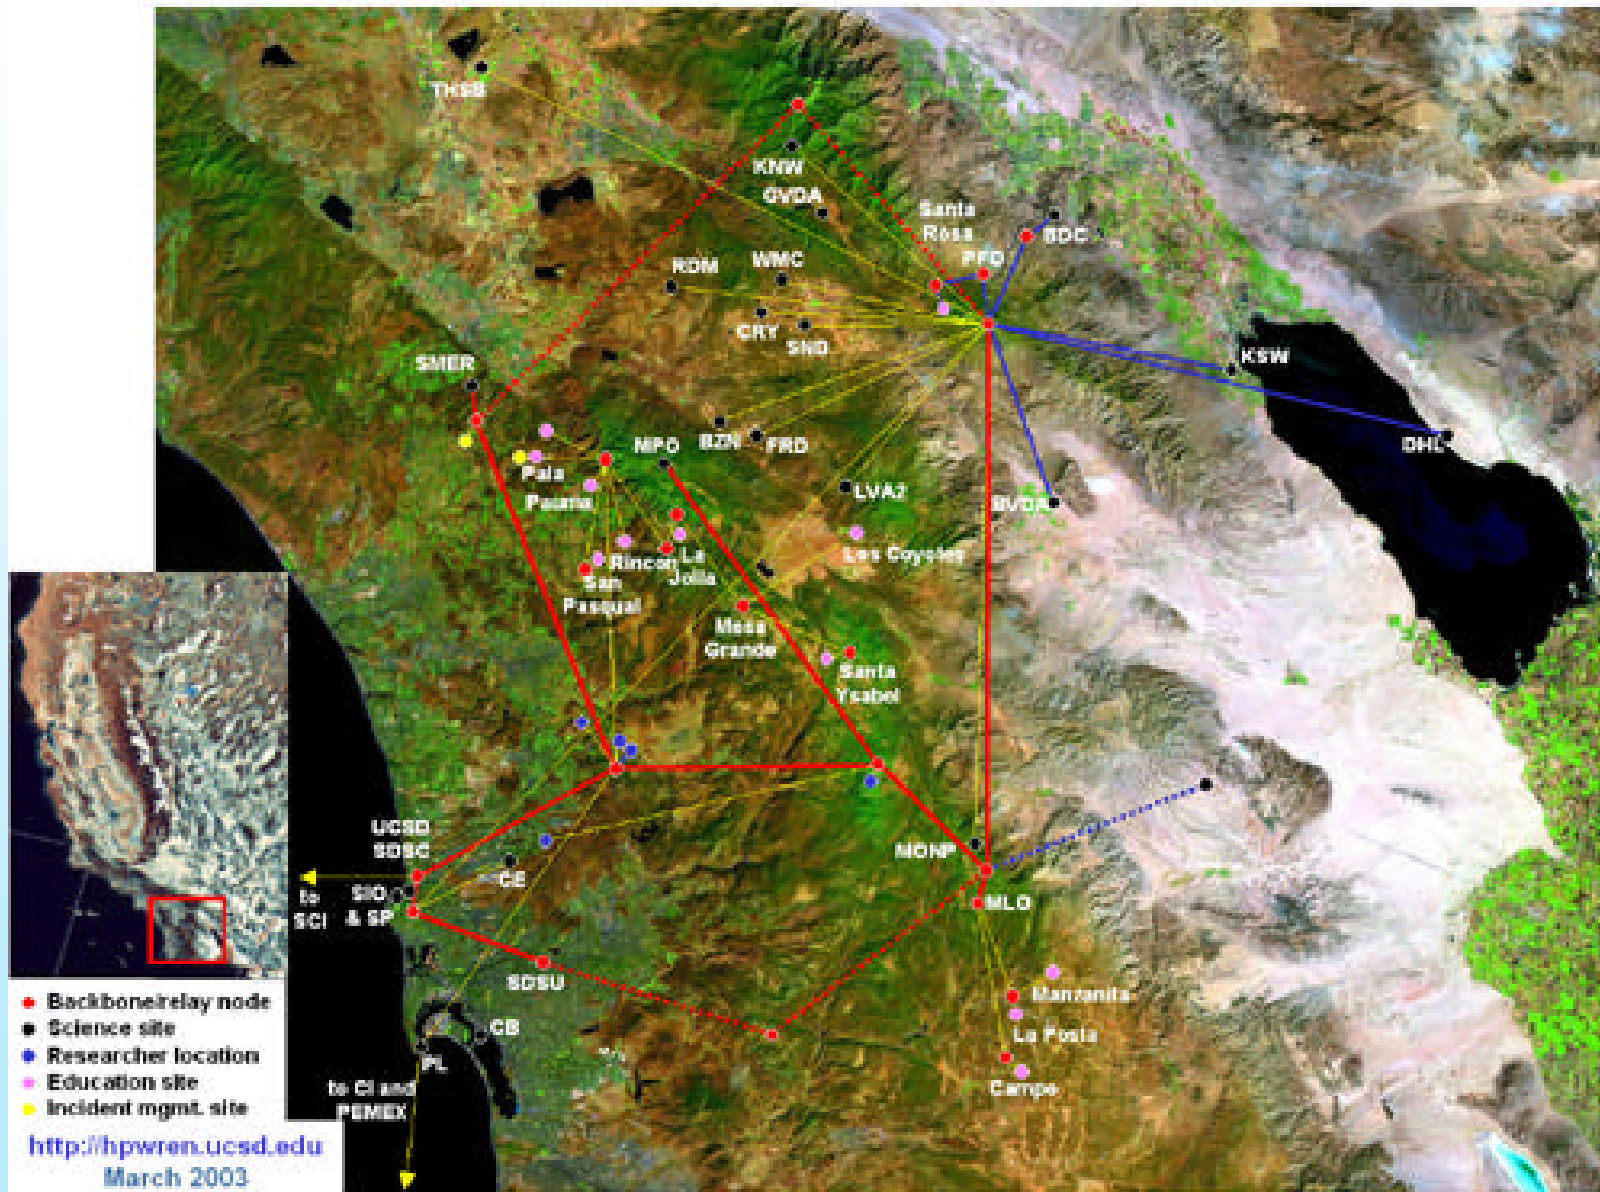 THSB
KNW
GVDA
Santa
Rosa
BDC
PFO
WMC
RDM
CRY
SND
KSW
SMER
DHL
BZN
FRD
MPO
Pala
Pauma
LVA2
BVDA
Los Coyotes
Rincon
La
Jolla
San
Pasqual
Mesa
Grande
Santa
Ysabel
UCSD
SDSC
MONP
CE
to
SCI
SIO
& SP
MLO
SDSU
Manzanita
La Posta
CB
PL
Campo
to CI and
PEMEX
Backbone/relay node
Science site
Researcher location
Education site
Incident mgmt. site
http://hpwren.ucsd.edu
March 2003